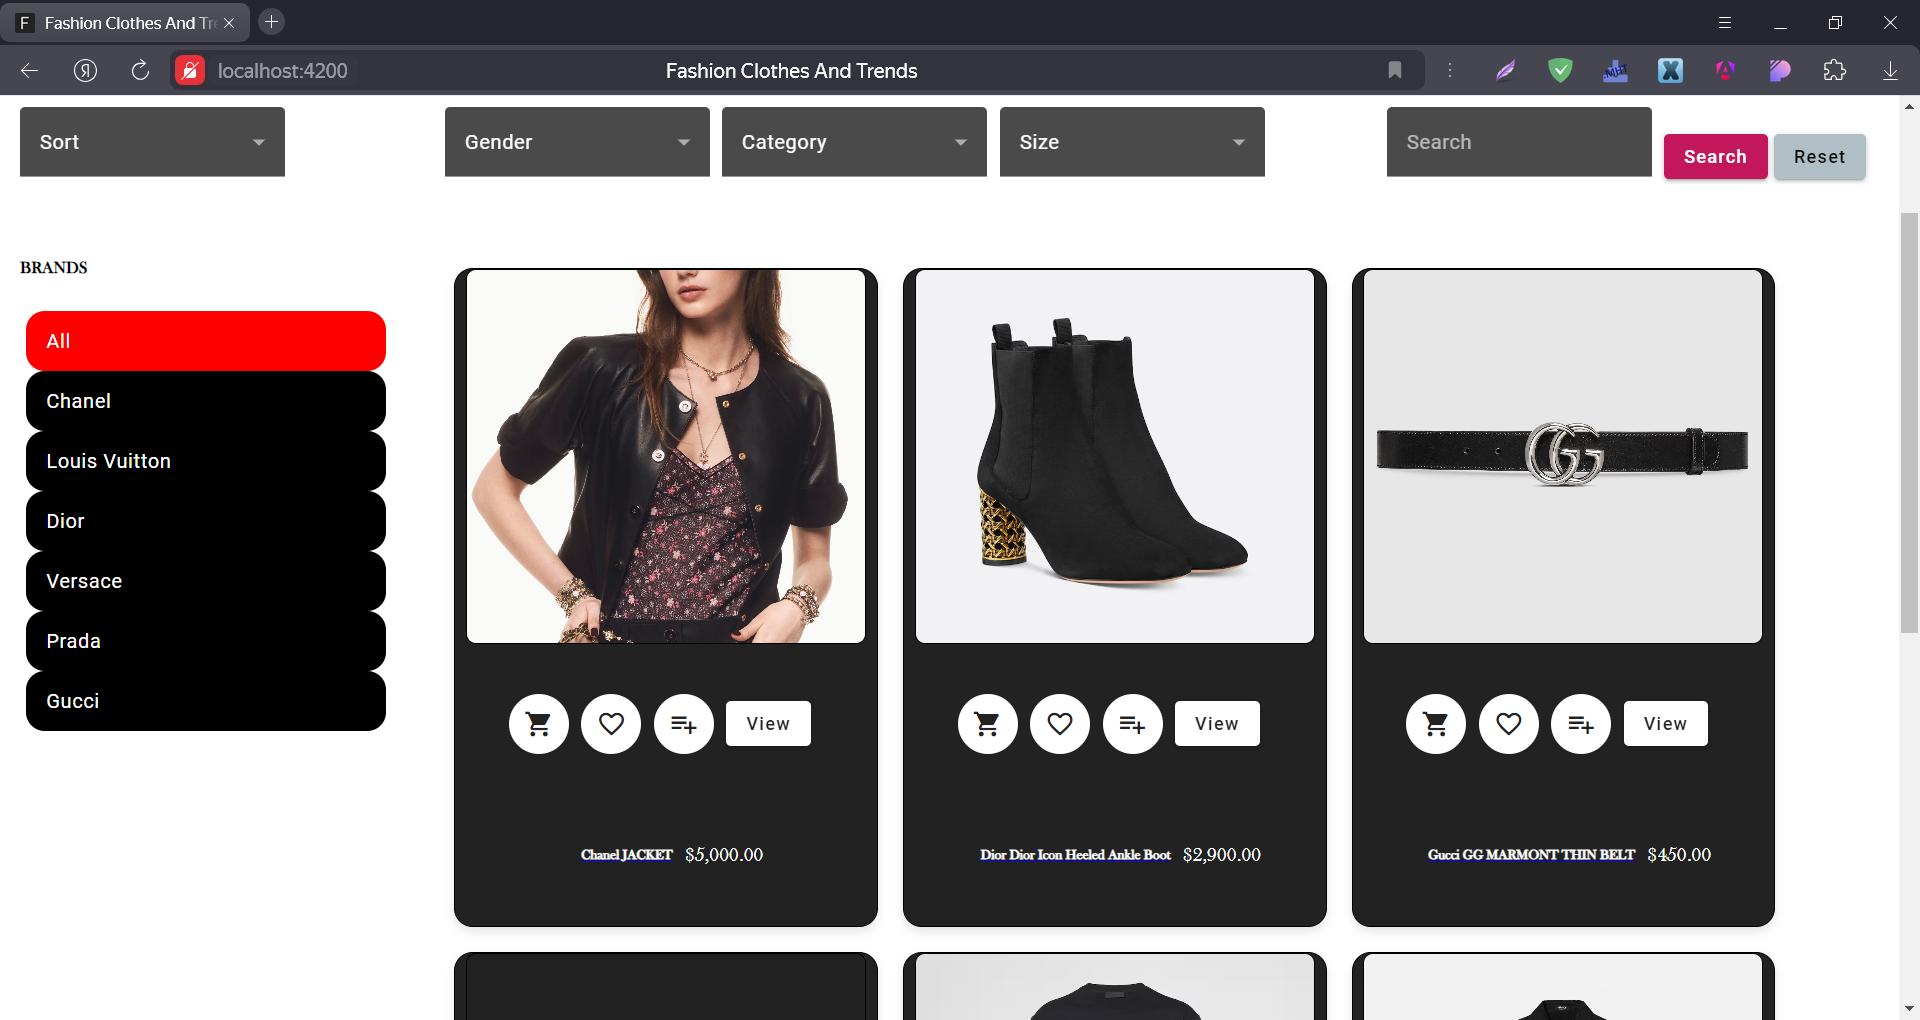 F Fashion Clothes And Tr
localhost:4200 Fashion Clothes And Trends
Sort Gender Category Size Search Search Reset
BRANDS
All
Chanel
Louis Vuitton
Dior
Versace
Prada
Gucci
View View View
Chanel JACKET $5,000.00
Dior Dior Icon Heeled Ankle Boot $2,900.00
Gucci GG MARMONT THIN BELT $450.00